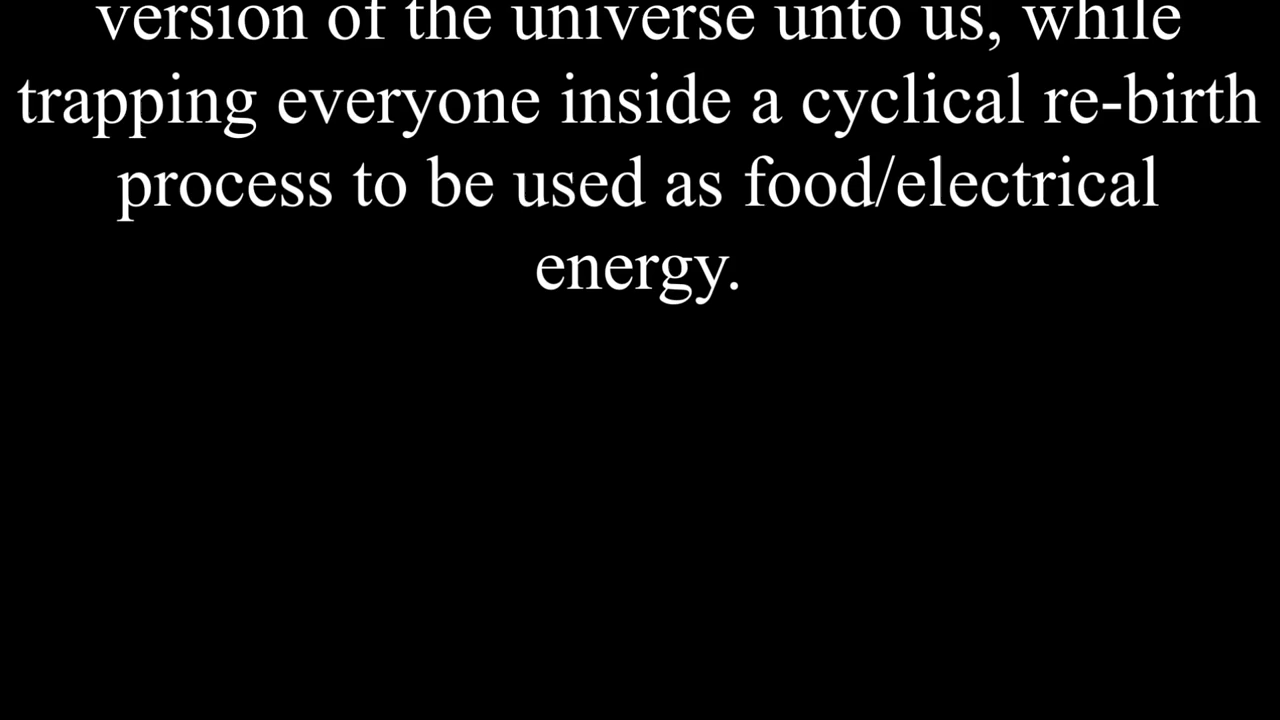 version of the universe unto us, while
trapping everyone inside a cyclical re-birth
process to be used as food/electrical
energy.